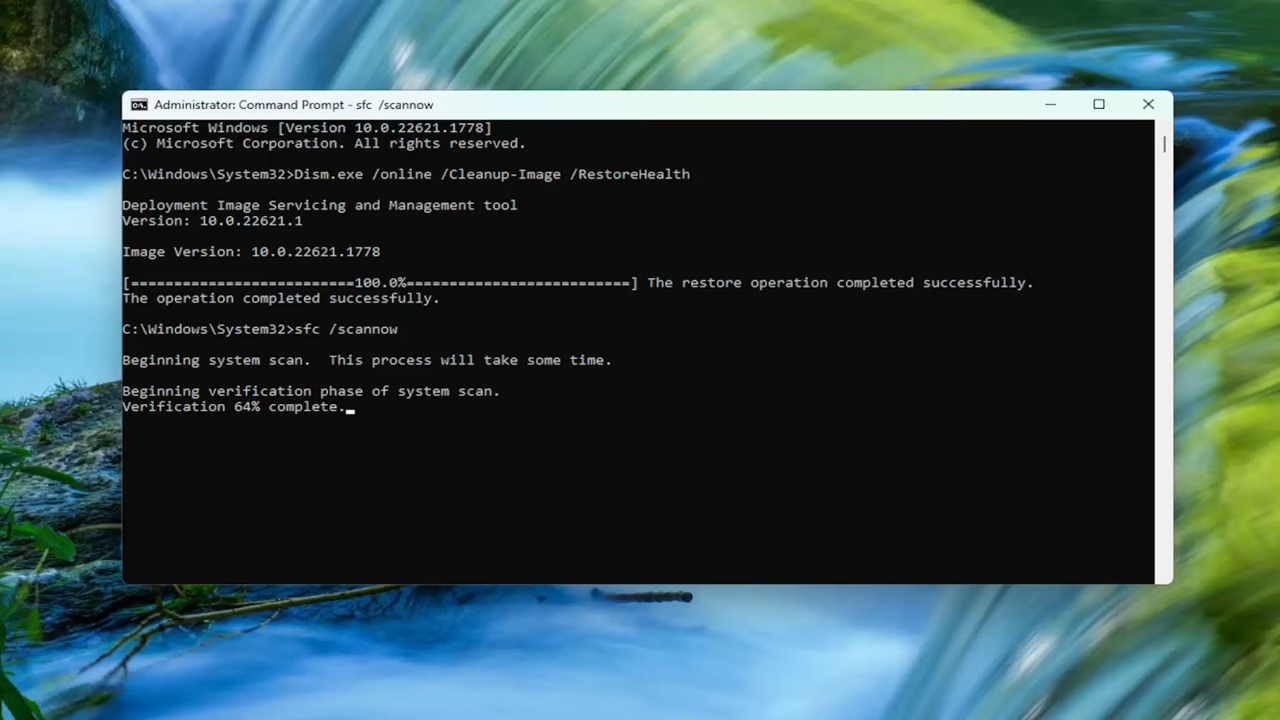 Administrator: Command Prompt - sfc  /scannow
Microsoft Windows [Version 10.0.22621.1778]
(c) Microsoft Corporation. All rights reserved.
C:\Windows\System32>Dism.exe /online /Cleanup-Image /RestoreHealth
Deployment Image Servicing and Management tool
Version: 10.0.22621.1
Image Version: 10.0.22621.1778
[==========================100.0%==========================] The restore operation completed successfully.
The operation completed successfully.
C:\Windows\System32>sfc /scannow
Beginning system scan.  This process will take some time.
Beginning verification phase of system scan.
Verification 64% complete.